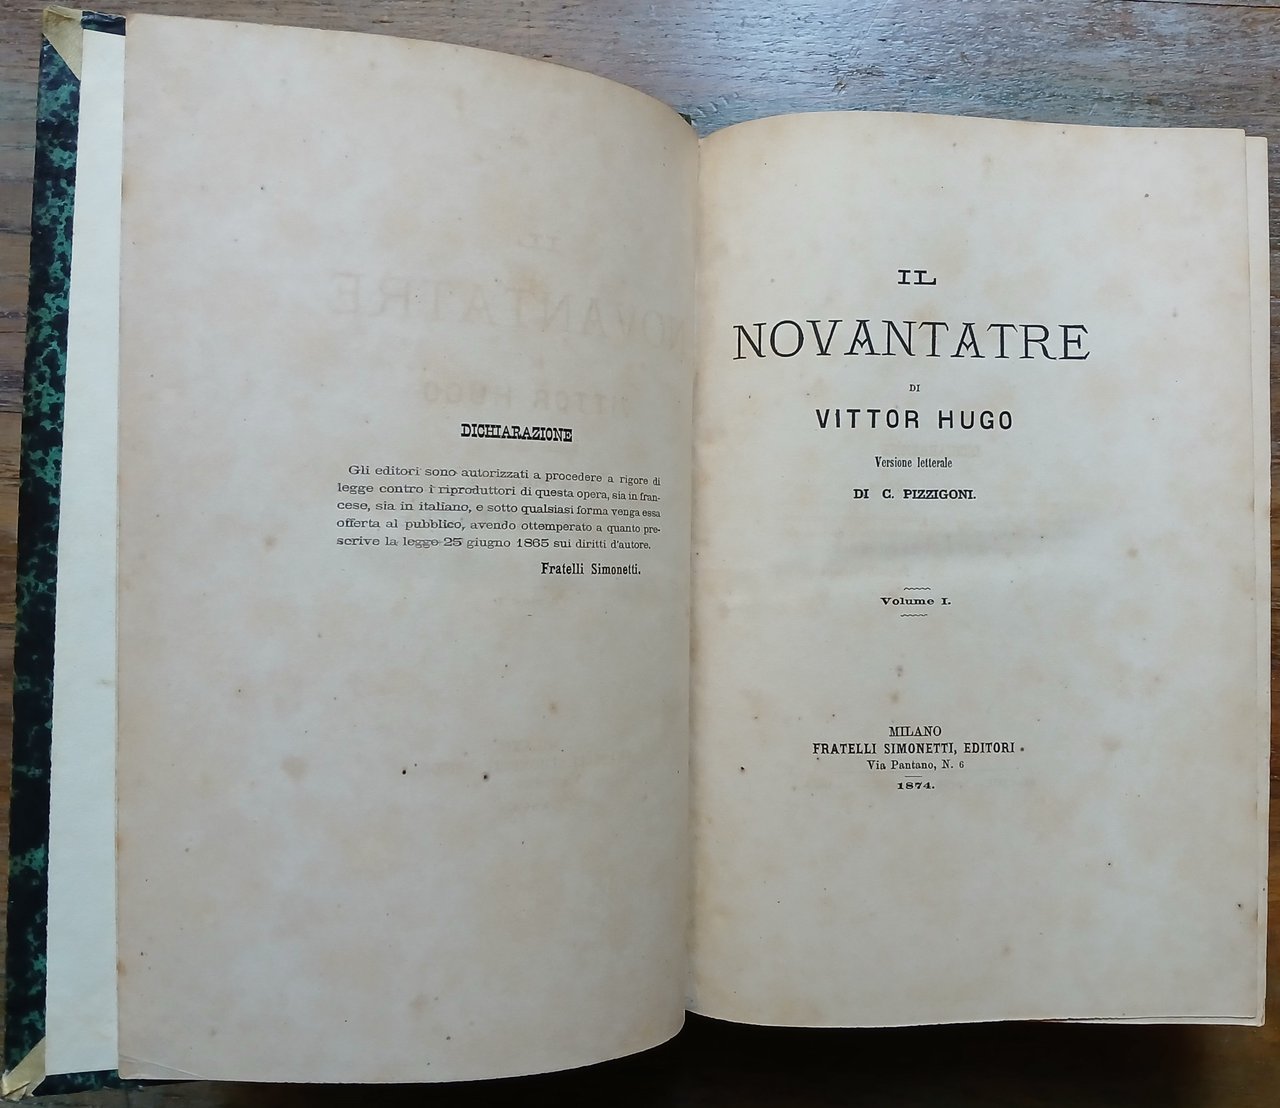 DICHIARAZIONE
Gli editori sono autorizzati a procedere a rigore di
legge contro i riproduttori di questa opera, sia in fran-
cese, sia in italiano, e sotto qualsiasi forma venga essa
offerta al pubblico, avendo ottemperato a quanto pre-
scrive la legge 25 giugno 1865 sui diritti d'autore.
Fratelli Simonetti.
IL
NOVANTATRE
DI
VITTOR HUGO
Versione letterale
DI C. PIZZIGONI.
Volume I.
MILANO
FRATELLI SIMONETTI, EDITORI
Via Pantano, N. 6
1874.